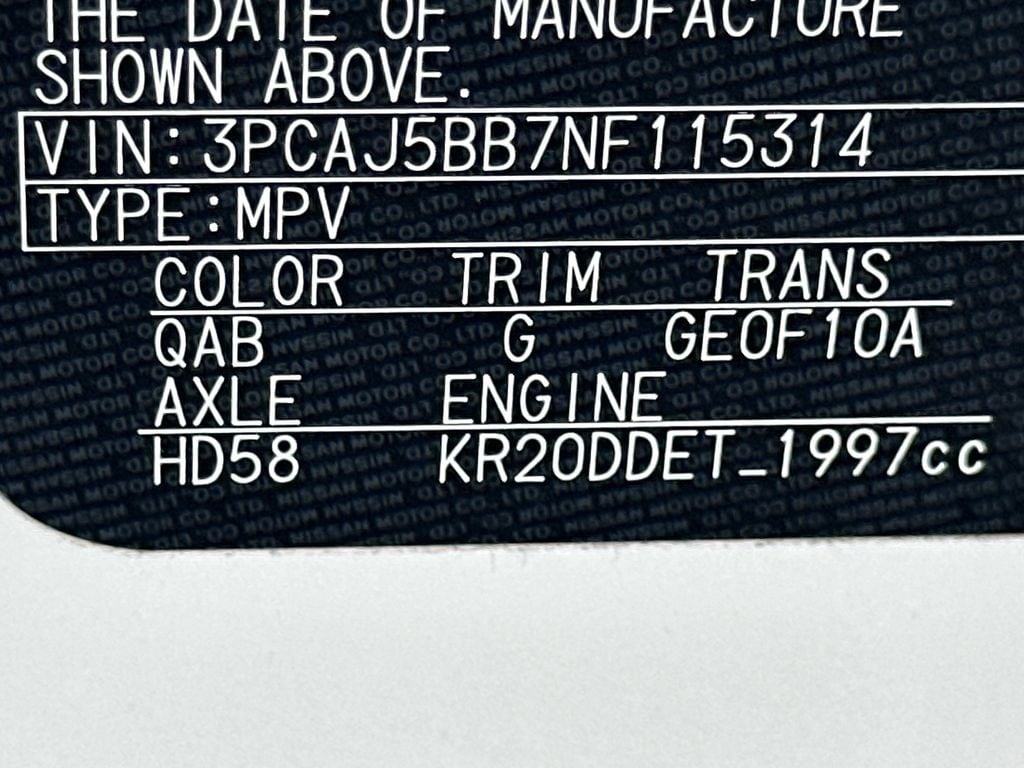 THE DATE OF MANUFACTURE
SHOWN ABOVE.
VIN: 3PCAJ5BB7NF115314
TYPE: MPV
COLOR TRIM TRANS
QAB G GE0F10A
AXLE ENGINE
HD58 KR20DDET_1997cc